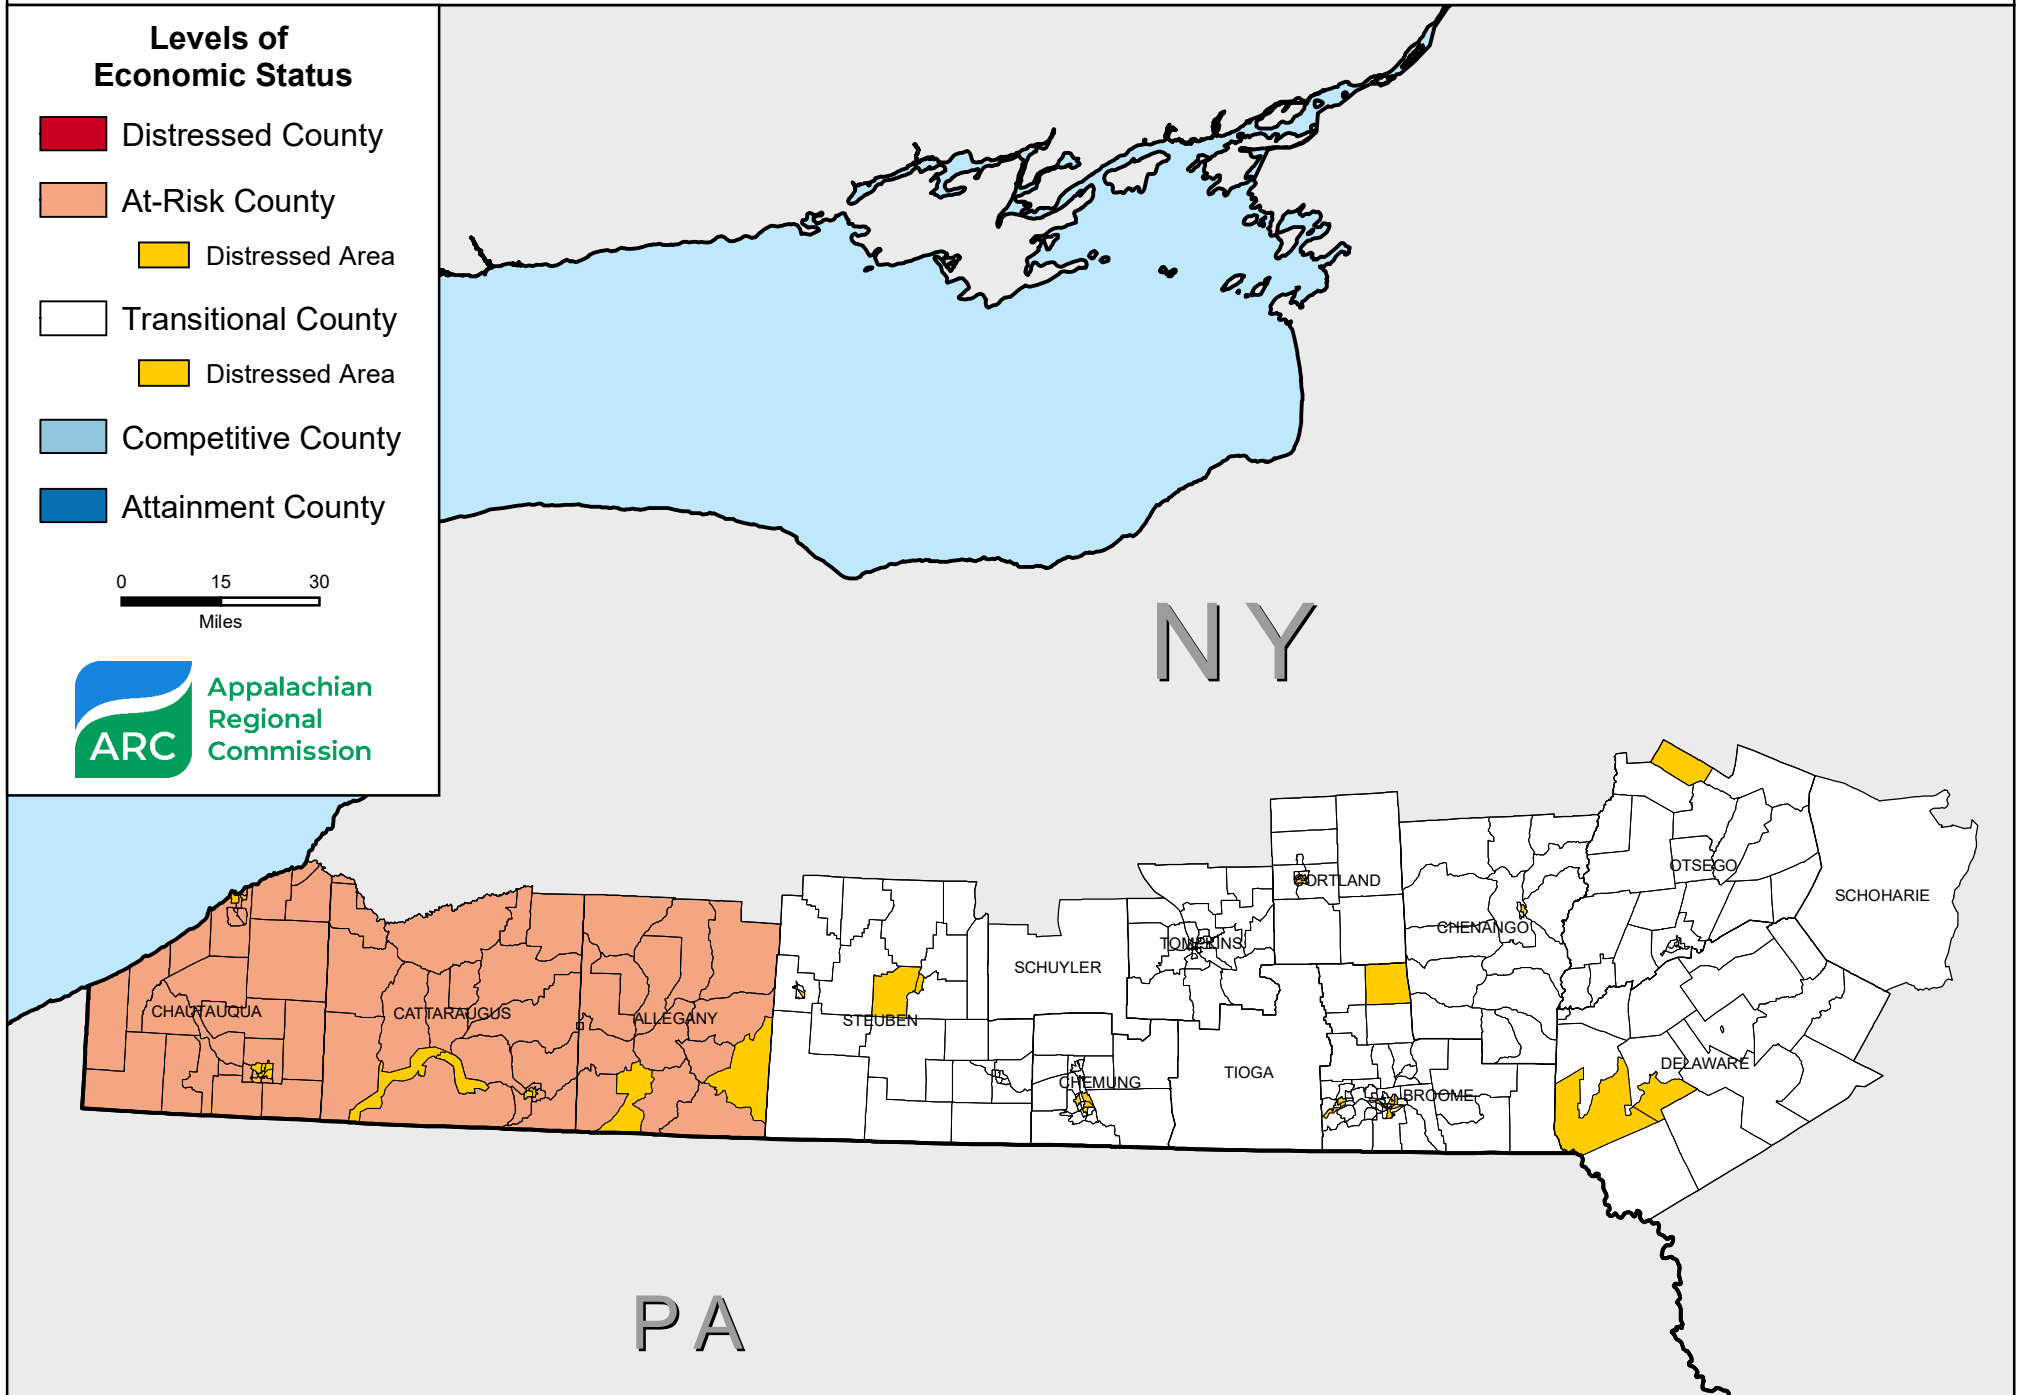 Levels of
Economic Status
Distressed County
At-Risk County
Distressed Area
Transitional County
Distressed Area
Competitive County
Attainment County
0 15 30
Miles
ARC
Appalachian
Regional
Commission
NY
OTSEGO
CORTLAND
SCHOHARIE
CHENANGO
TOMPKINS
SCHUYLER
CHAUTAUQUA
CATTARAUGUS
ALLEGANY
STEUBEN
DELAWARE
TIOGA
CHEMUNG
BROOME
PA